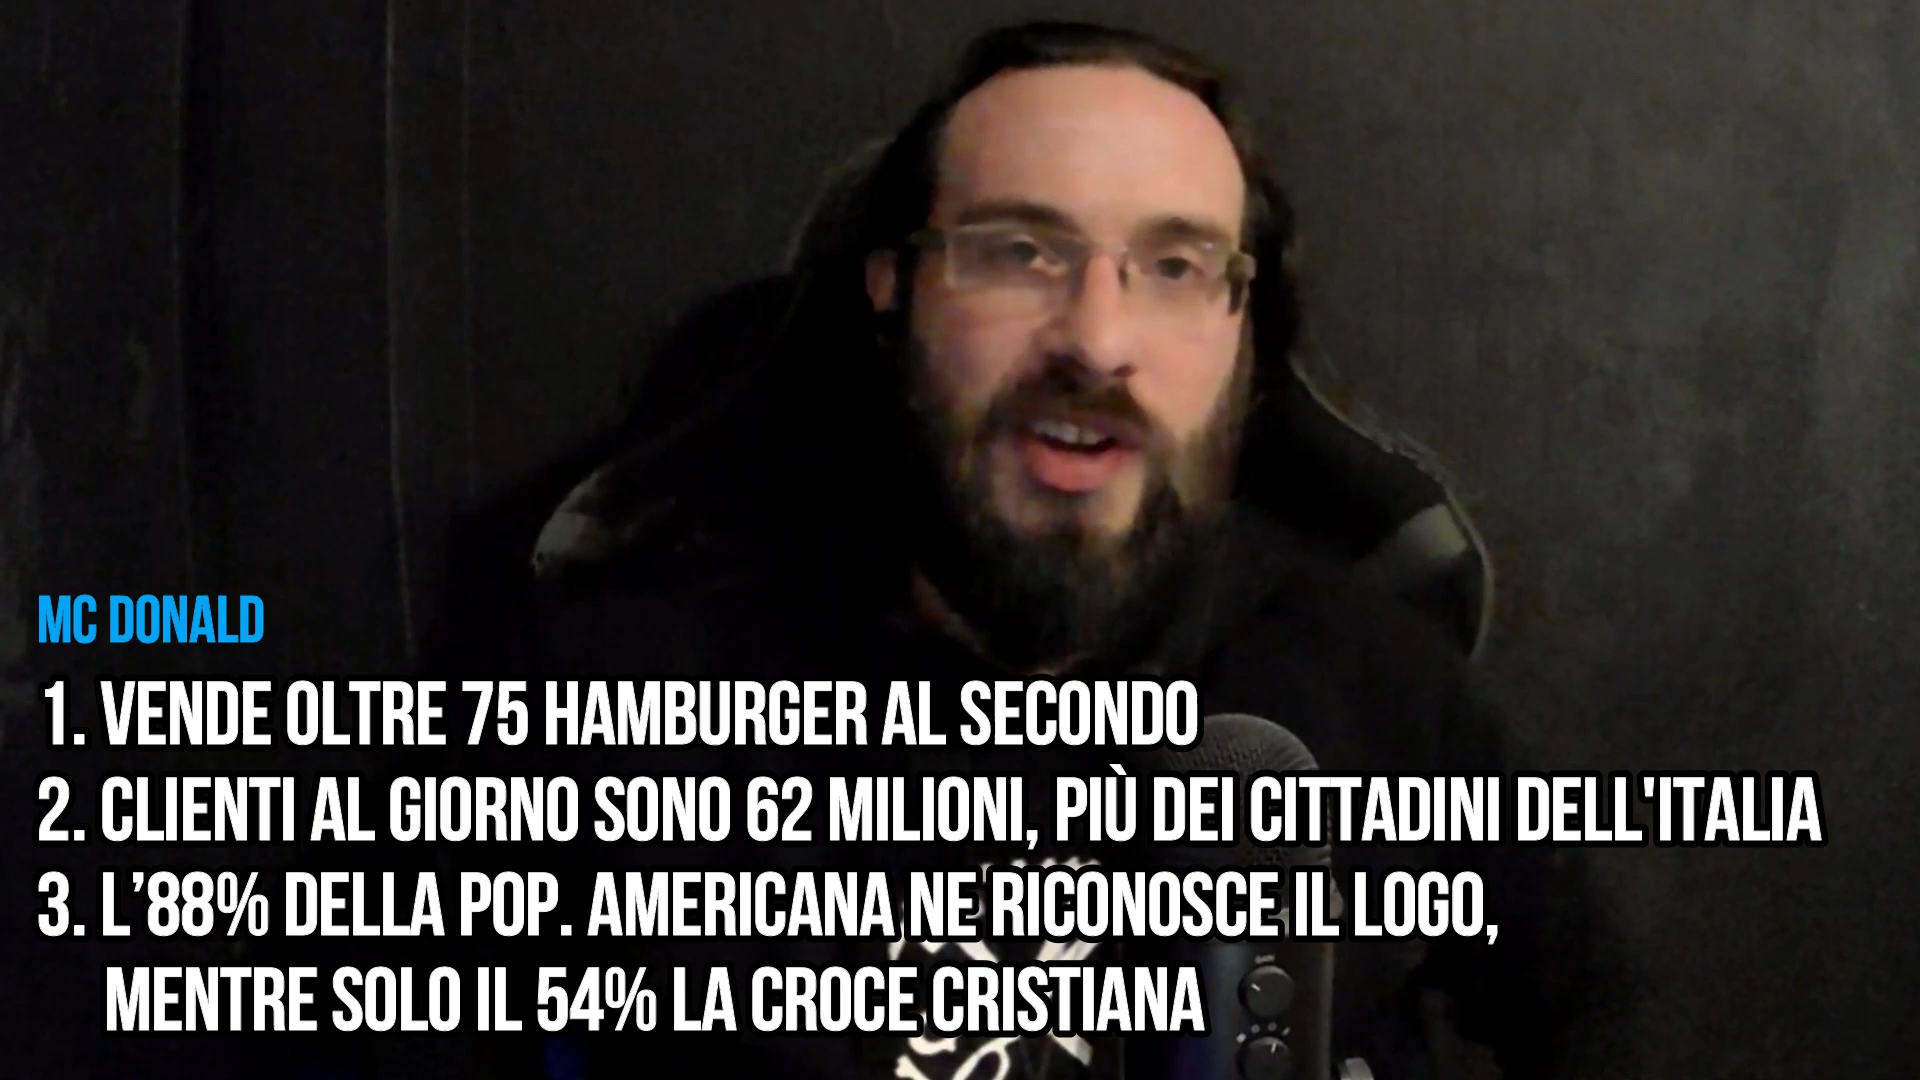 MC DONALD
1. VENDE OLTRE 75 HAMBURGER AL SECONDO
2. CLIENTI AL GIORNO SONO 62 MILIONI, PIÙ DEI CITTADINI DELL'ITALIA
3. L’88% DELLA POP. AMERICANA NE RICONOSCE IL LOGO,
MENTRE SOLO IL 54% LA CROCE CRISTIANA